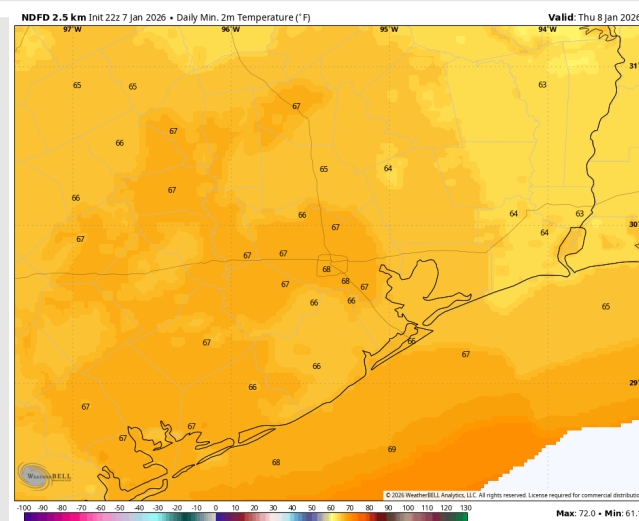 NDFD 2.5 km Init 22z 7 Jan 2026 • Daily Min. 2m Temperature (°F) Valid: Thu 8 Jan 2026
97°W 96°W 95°W 94°W
31°
65 65 63
67
67
66
65 64
67
66
66 64 63
67 64 30°
67
67 67
68
68
67 67
66 66
65
67 66
67
66
29°
66
67
67
67
69
68
WeatherBELL
© 2026 WeatherBELL Analytics, LLC. All rights reserved. License required for commercial distributio
-100 -90 -80 -70 -60 -50 -40 -30 -20 -10 0 10 20 30 40 50 60 70 80 90 100 110 120 130
Max: 72.0 • Min: 61.